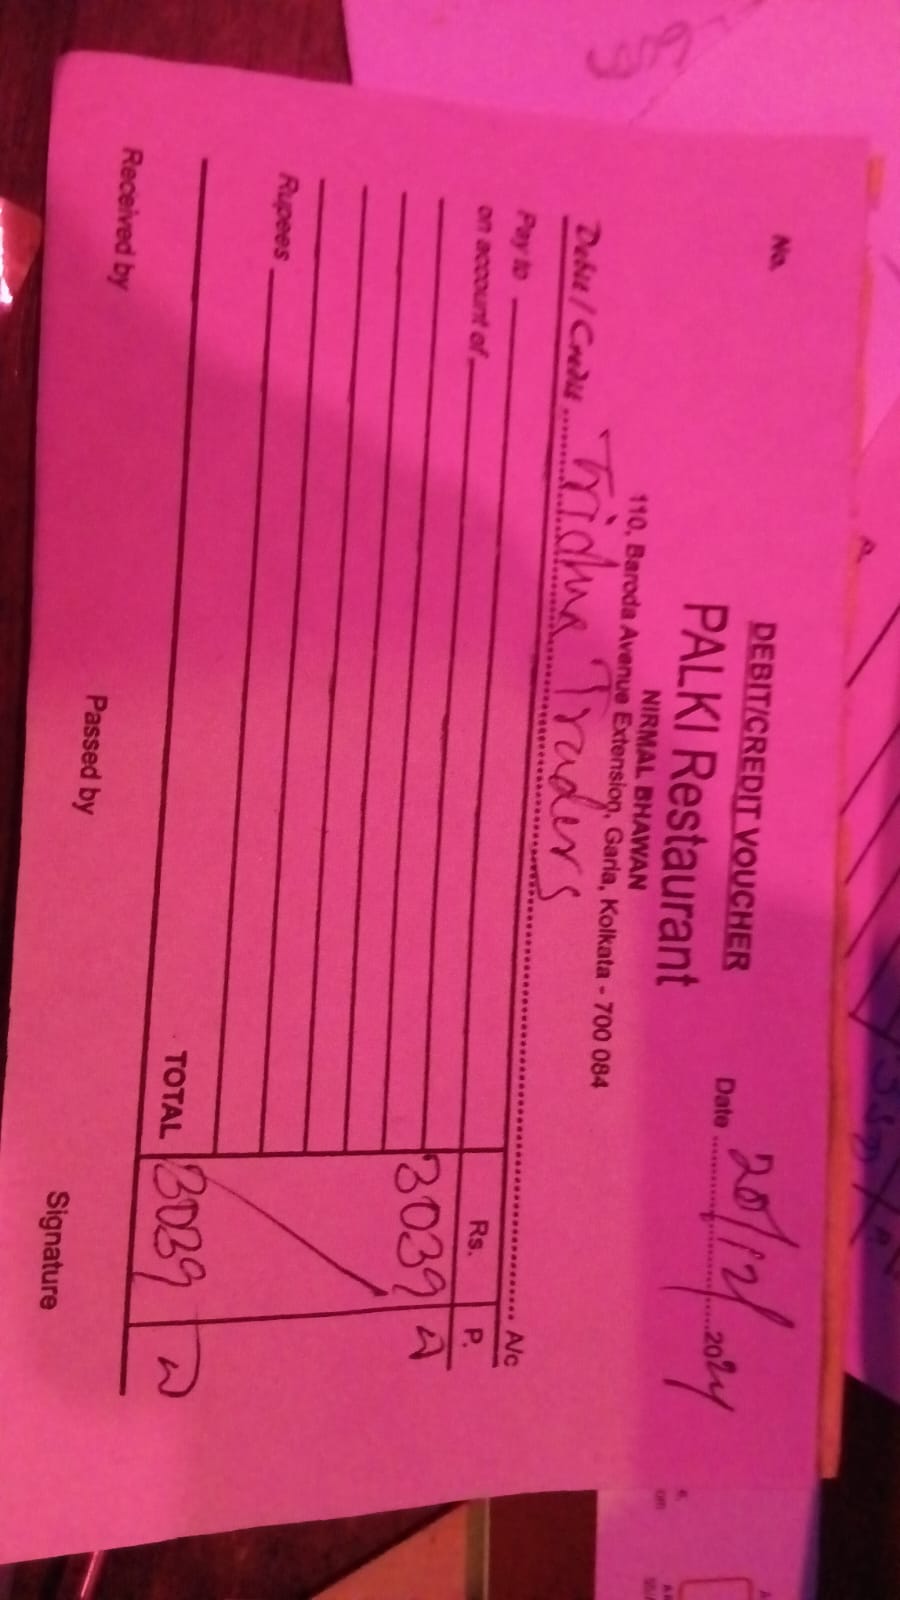 DEBIT/CREDIT VOUCHER
No.
PALKI Restaurant
Date 20/12/2024
NIRMAL BHAWAN
110, Baroda Avenue Extension, Garia, Kolkata - 700 084
Debit / Credit Tridha Traders A/c
Pay to
on account of
Rs. P.
3039
Rupees
TOTAL 3039
Received by Passed by Signature